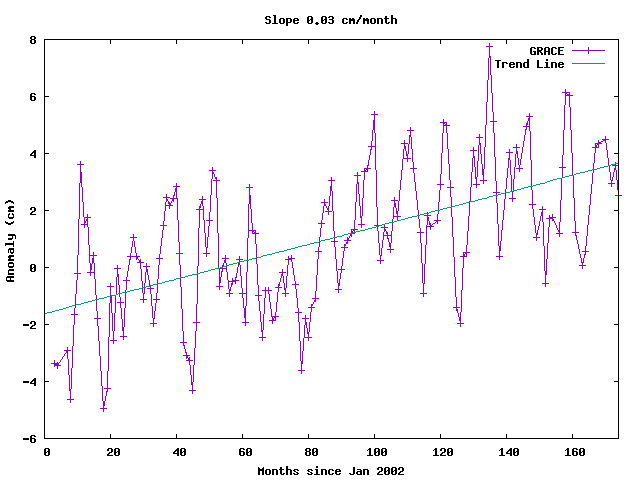 Slope 0.03 cm/month
GRACE
Trend Line
8
6
4
2
0
-2
-4
-6
Anomaly (cm)
0 20 40 60 80 100 120 140 160
Months since Jan 2002